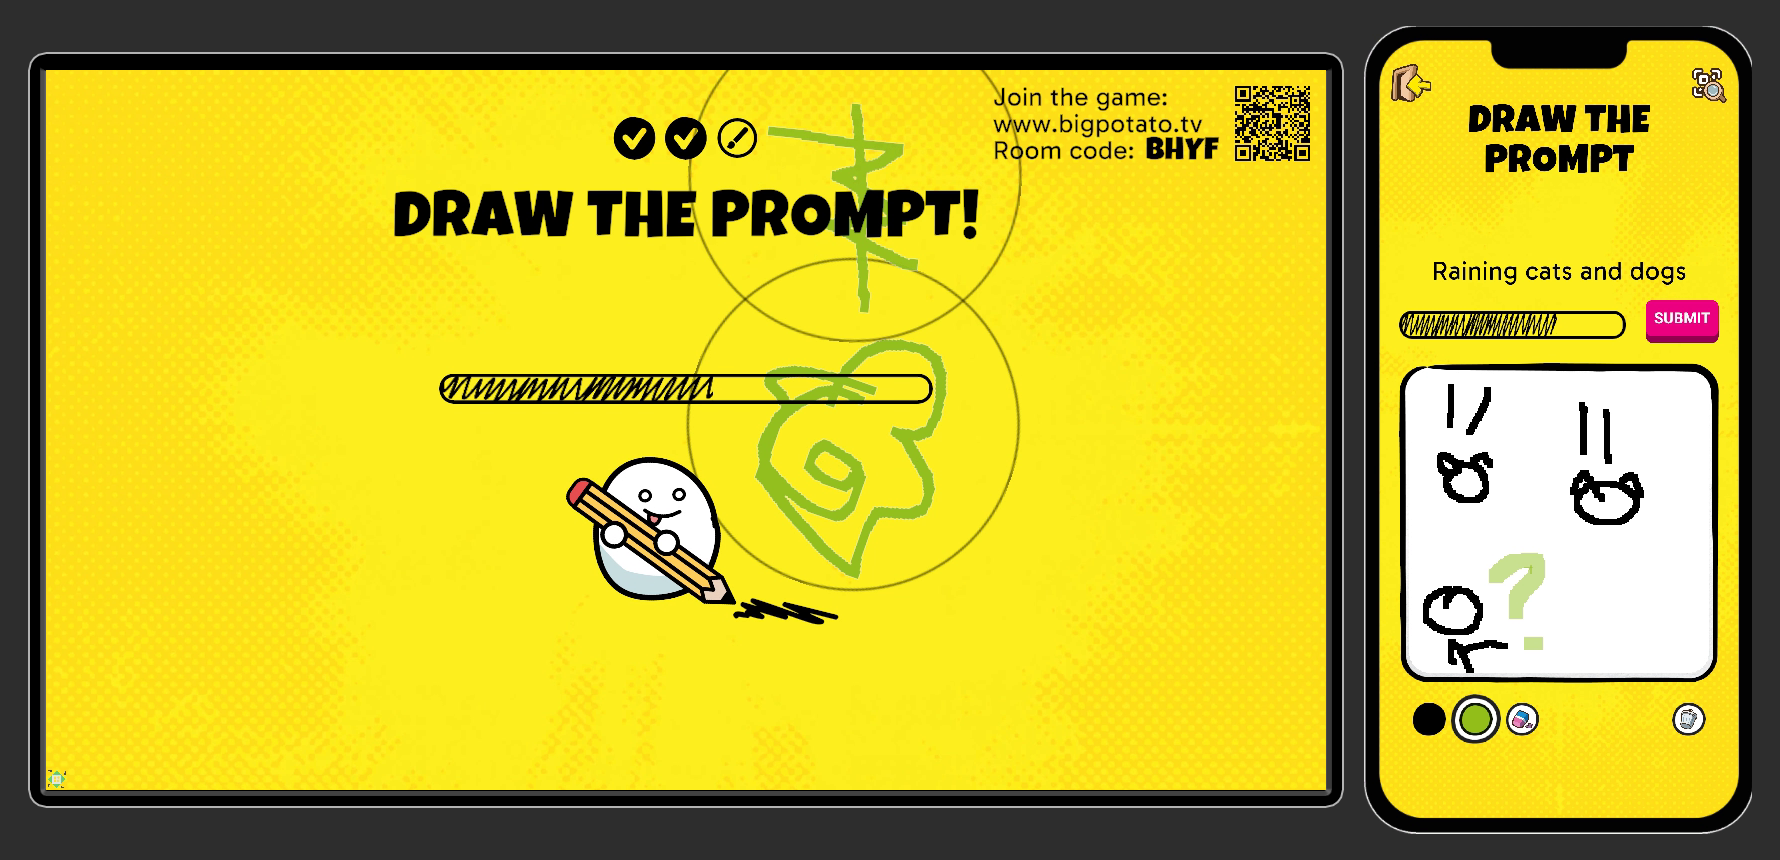 Join the game:
www.bigpotato.tv
Room code: BHYF
DRAW THE PROMPT!
DRAW THE
PROMPT
Raining cats and dogs
SUBMIT
?